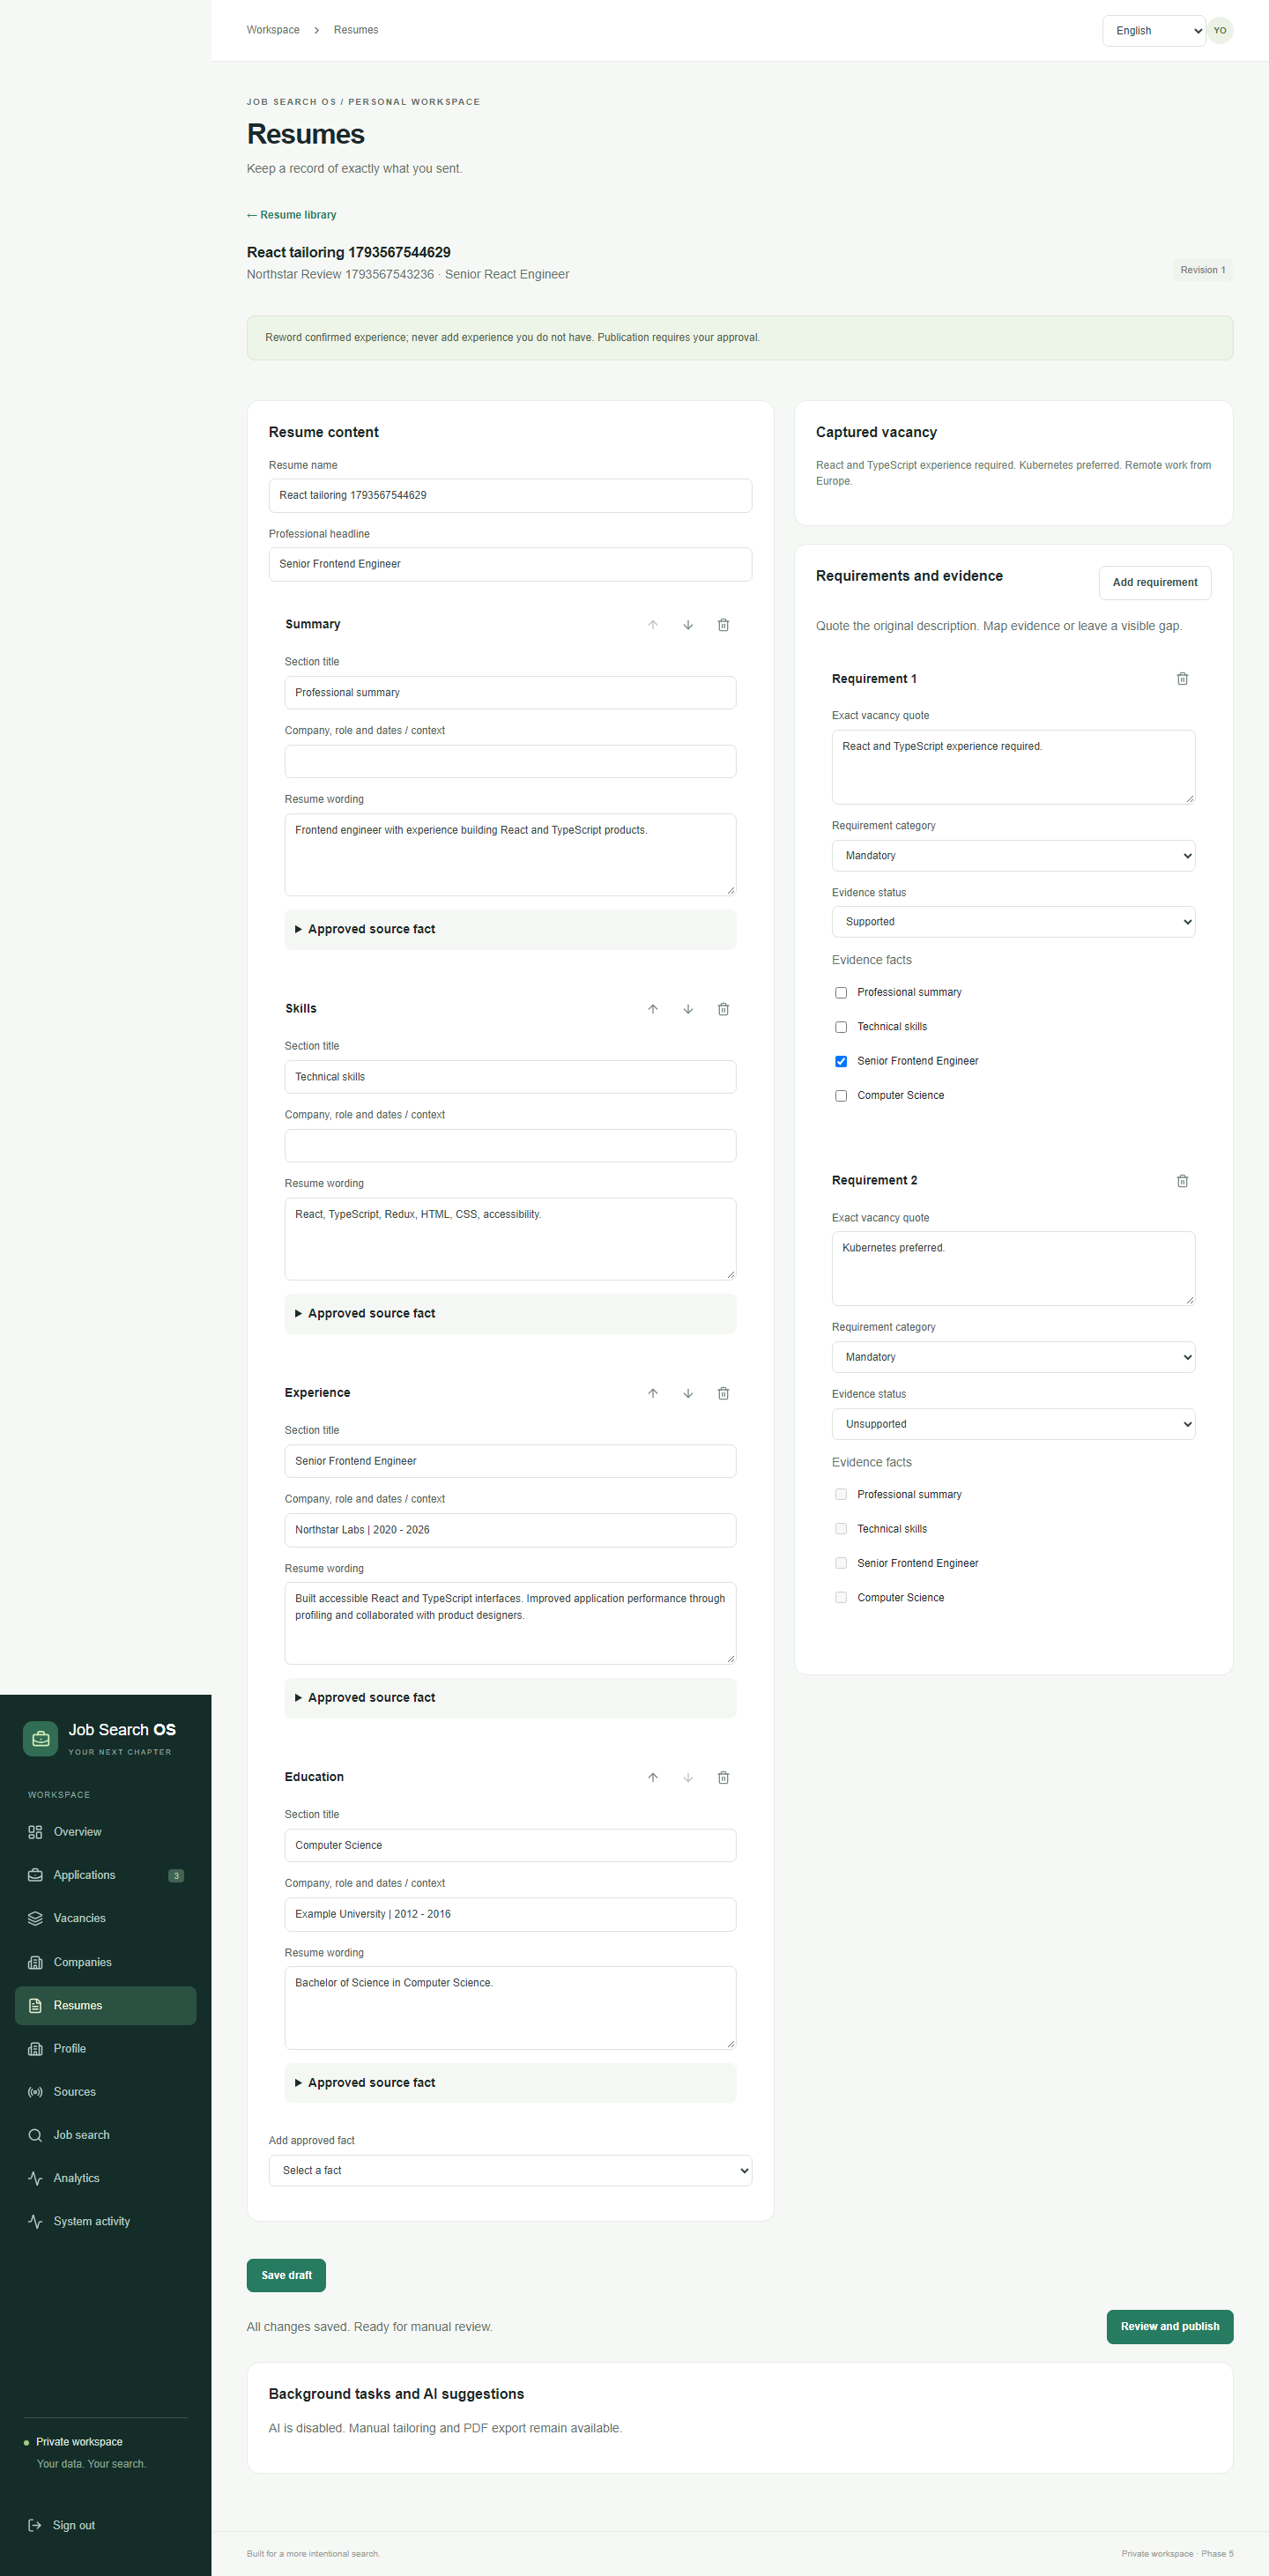 Workspace > Resumes
English
YO
JOB SEARCH OS / PERSONAL WORKSPACE
Resumes
Keep a record of exactly what you sent.
← Resume library
React tailoring 1793567544629
Northstar Review 1793567543236 · Senior React Engineer
Revision 1
Reword confirmed experience; never add experience you do not have. Publication requires your approval.
Resume content
Resume name
React tailoring 1793567544629
Professional headline
Senior Frontend Engineer
Summary
Section title
Professional summary
Company, role and dates / context
Resume wording
Frontend engineer with experience building React and TypeScript products.
Approved source fact
Skills
Section title
Technical skills
Company, role and dates / context
Resume wording
React, TypeScript, Redux, HTML, CSS, accessibility.
Approved source fact
Experience
Section title
Senior Frontend Engineer
Company, role and dates / context
Northstar Labs | 2020 - 2026
Resume wording
Built accessible React and TypeScript interfaces. Improved application performance through
profiling and collaborated with product designers.
Approved source fact
Education
Section title
Computer Science
Company, role and dates / context
Example University | 2012 - 2016
Resume wording
Bachelor of Science in Computer Science.
Approved source fact
Add approved fact
Select a fact
Captured vacancy
React and TypeScript experience required. Kubernetes preferred. Remote work from
Europe.
Requirements and evidence
Add requirement
Quote the original description. Map evidence or leave a visible gap.
Requirement 1
Exact vacancy quote
React and TypeScript experience required.
Requirement category
Mandatory
Evidence status
Supported
Evidence facts
Professional summary
Technical skills
Senior Frontend Engineer
Computer Science
Requirement 2
Exact vacancy quote
Kubernetes preferred.
Requirement category
Mandatory
Evidence status
Unsupported
Evidence facts
Professional summary
Technical skills
Senior Frontend Engineer
Computer Science
Save draft
All changes saved. Ready for manual review.
Review and publish
Background tasks and AI suggestions
AI is disabled. Manual tailoring and PDF export remain available.
Built for a more intentional search.
Private workspace · Phase 5
Job Search OS
YOUR NEXT CHAPTER
WORKSPACE
Overview
Applications 3
Vacancies
Companies
Resumes
Profile
Sources
Job search
Analytics
System activity
Private workspace
Your data. Your search.
Sign out